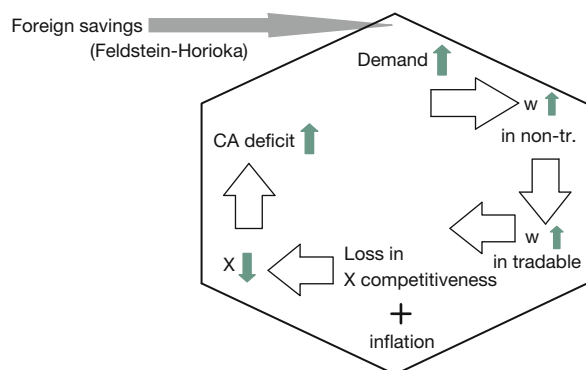 Foreign savings
(Feldstein-Horioka)
Demand
w
in non-tr.
w
in tradable
Loss in
X competitiveness
+
inflation
X
CA deficit